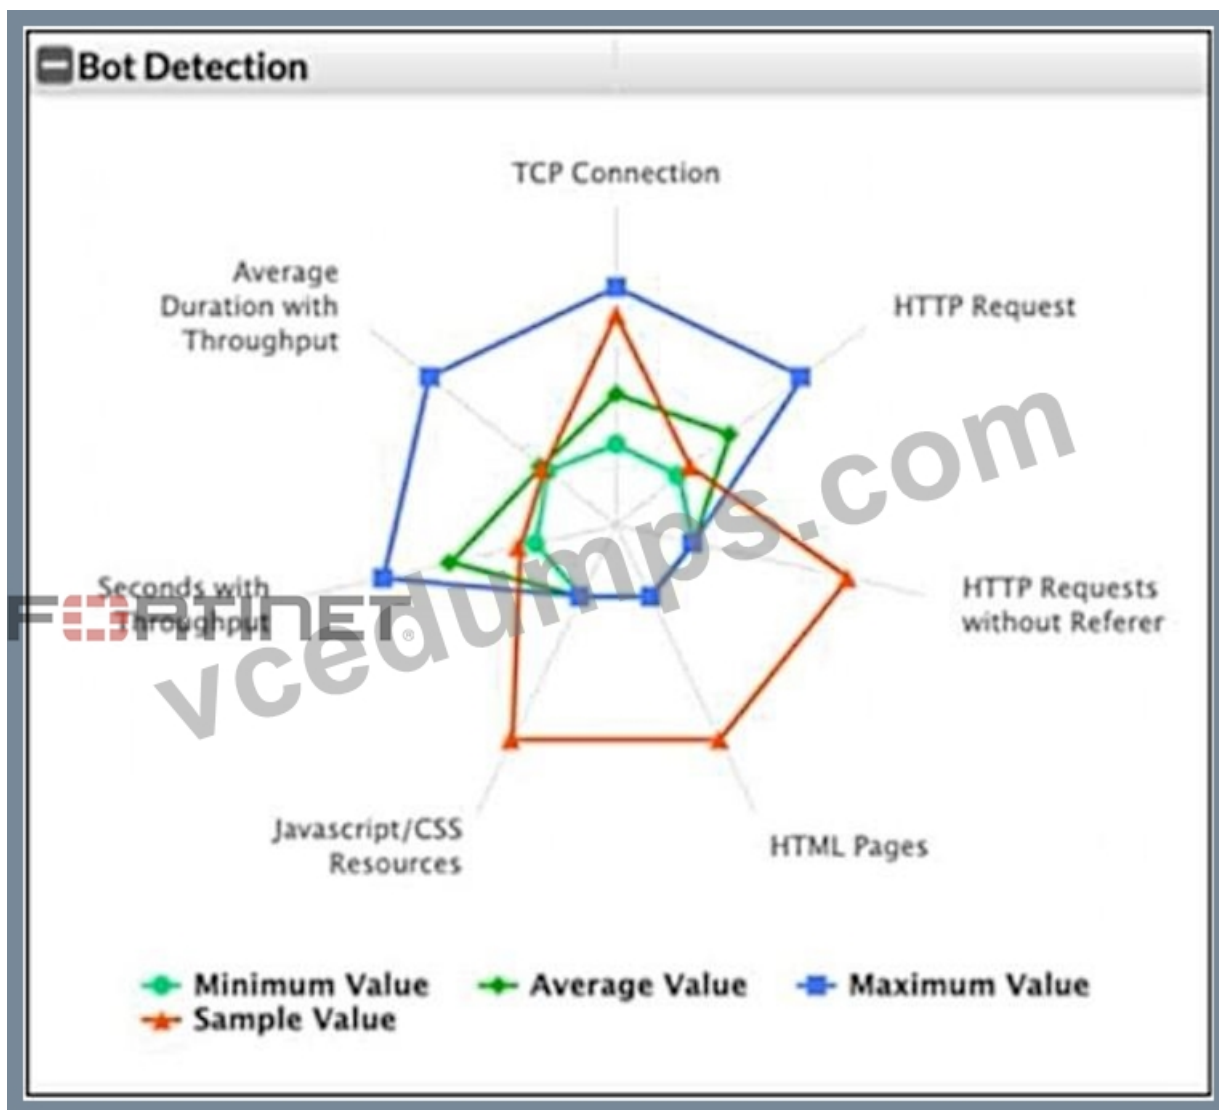 Bot Detection
TCP Connection
Average
Duration with
Throughput
HTTP Request
Seconds with
Throughput
FORTINET®
HTTP Requests
without Referer
vcedumps.com
Javascript/CSS
Resources
HTML Pages
Minimum Value
Average Value
Maximum Value
Sample Value